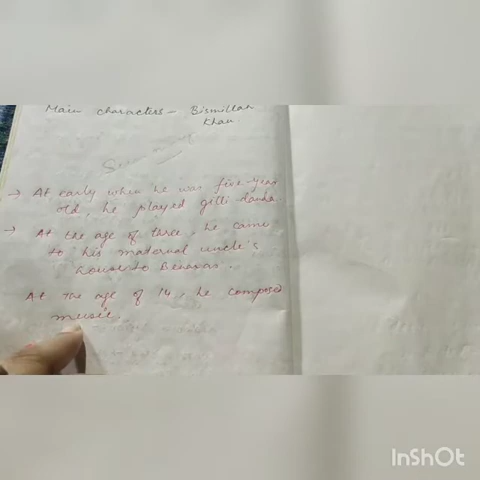 Main characters - Bismillah
Khan.
→ At early when he was five-year
old, he played gilli-danda.
→ At the age of three, he came
to his maternal uncle's
house to Benaras.
At the age of 14, he composed
music.
InShOt